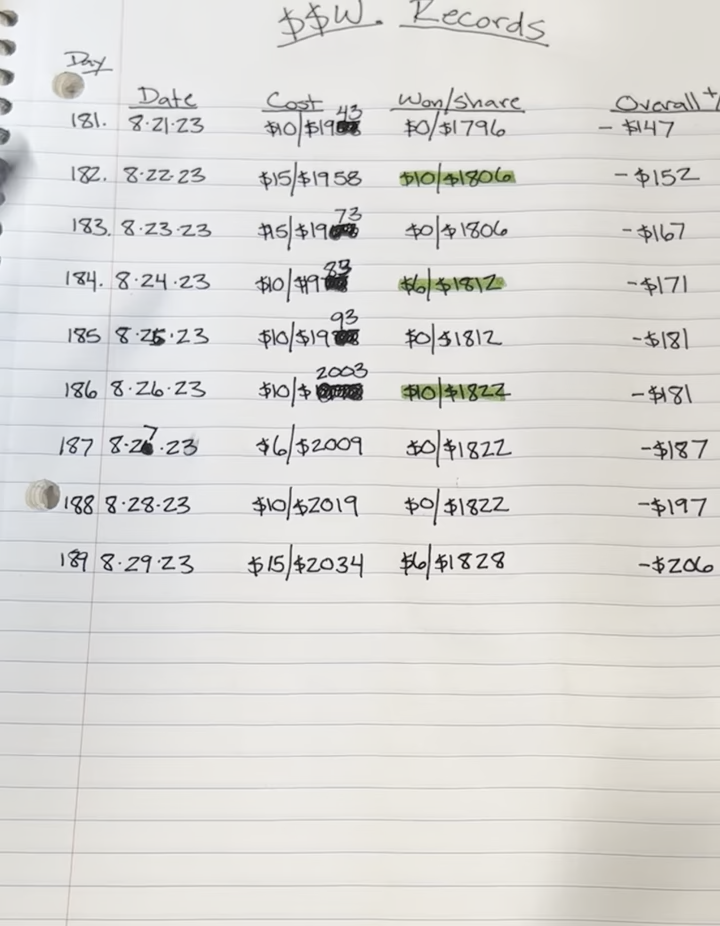 $$W. Records
Day
Date Cost Won/Share Overall +/
181. 8·21·23 $10/$1943 $0/$1796 -$147
182. 8·22·23 $15/$1958 $10/$1806 -$152
183. 8·23·23 $15/$1973 $0/$1806 -$167
184. 8·24·23 $10/$1983 $6/$1812 -$171
185 8·25·23 $10/$1993 $0/$1812 -$181
186 8·26·23 $10/$2003 $10/$1822 -$181
187 8·27·23 $6/$2009 $0/$1822 -$187
188 8·28·23 $10/$2019 $0/$1822 -$197
189 8·29·23 $15/$2034 $6/$1828 -$206